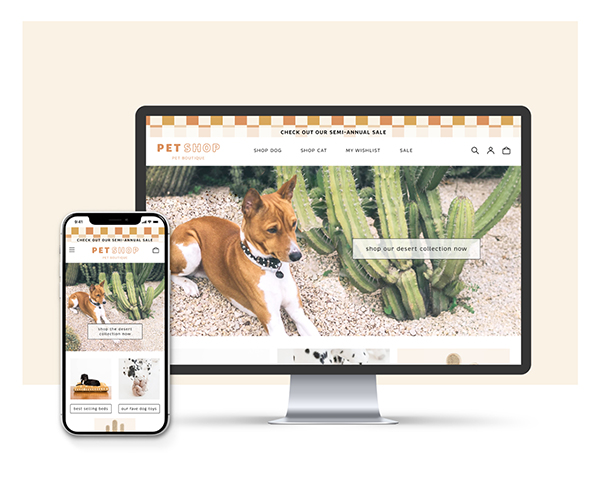 CHECK OUT OUR SEMI-ANNUAL SALE
PET SHOP
PET BOUTIQUE
SHOP DOG
SHOP CAT
MY WISHLIST
SALE
shop our desert collection now
9:41
CHECK OUT OUR SEMI-ANNUAL SALE
PET SHOP
PET BOUTIQUE
shop the desert
collection now
best selling beds
our fave dog toys